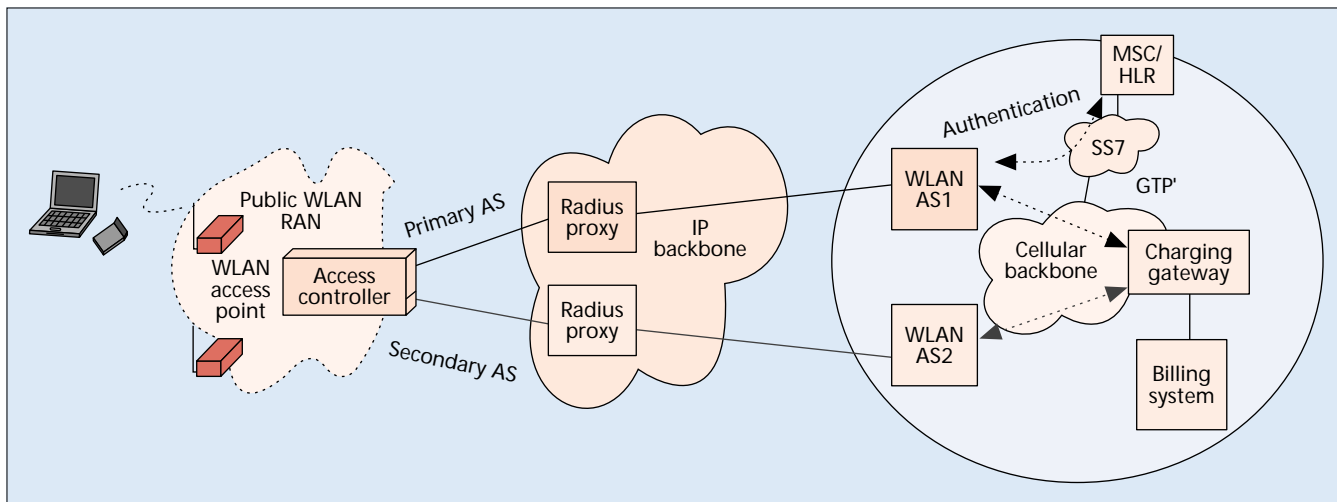 Public WLAN
RAN
WLAN
access
point
Access
controller
Primary AS
Secondary AS
Radius
proxy
IP
backbone
Radius
proxy
MSC/
HLR
Authentication
SS7
WLAN
AS1
GTP'
Cellular
backbone
Charging
gateway
WLAN
AS2
Billing
system